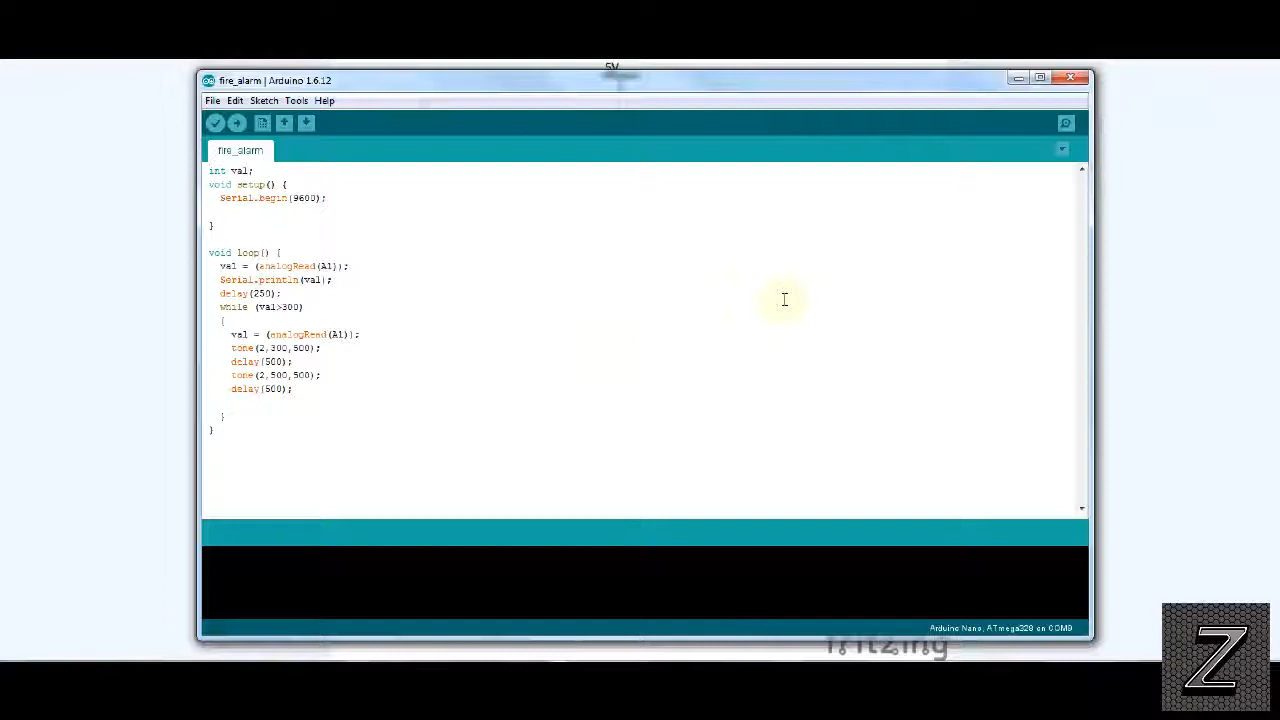 5V
fire_alarm | Arduino 1.6.12
File Edit Sketch Tools Help
fire_alarm
int val;
void setup() {
Serial.begin(9600);
}
void loop() {
val = (analogRead(A1));
Serial.println(val);
delay(250);
while (val>300)
{
val = (analogRead(A1));
tone(2,300,500);
delay(500);
tone(2,500,500);
delay(500);
}
}
Arduino Nano, ATmega328 on COM9
fritzing
Z